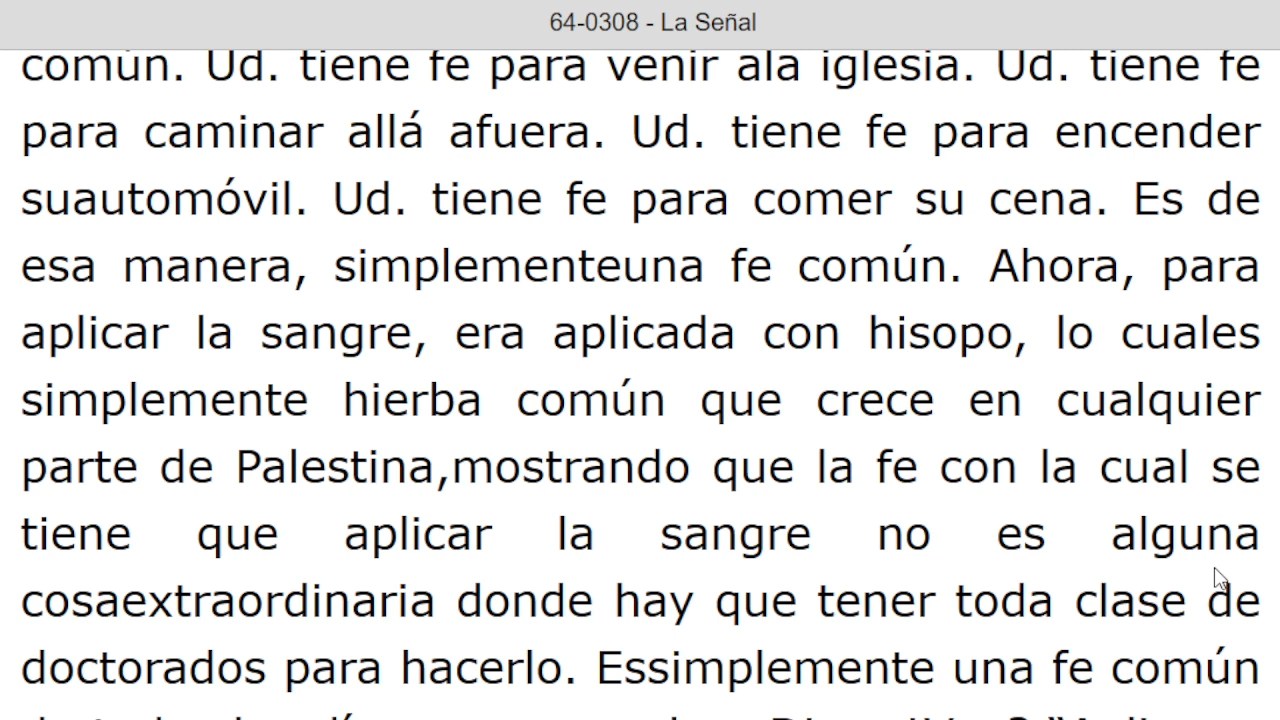 64-0308 - La Señal
común. Ud. tiene fe para venir ala iglesia. Ud. tiene fe
para caminar allá afuera. Ud. tiene fe para encender
suautomóvil. Ud. tiene fe para comer su cena. Es de
esa manera, simplementeuna fe común. Ahora, para
aplicar la sangre, era aplicada con hisopo, lo cuales
simplemente hierba común que crece en cualquier
parte de Palestina,mostrando que la fe con la cual se
tiene que aplicar la sangre no es alguna
cosaextraordinaria donde hay que tener toda clase de
doctorados para hacerlo. Essimplemente una fe común